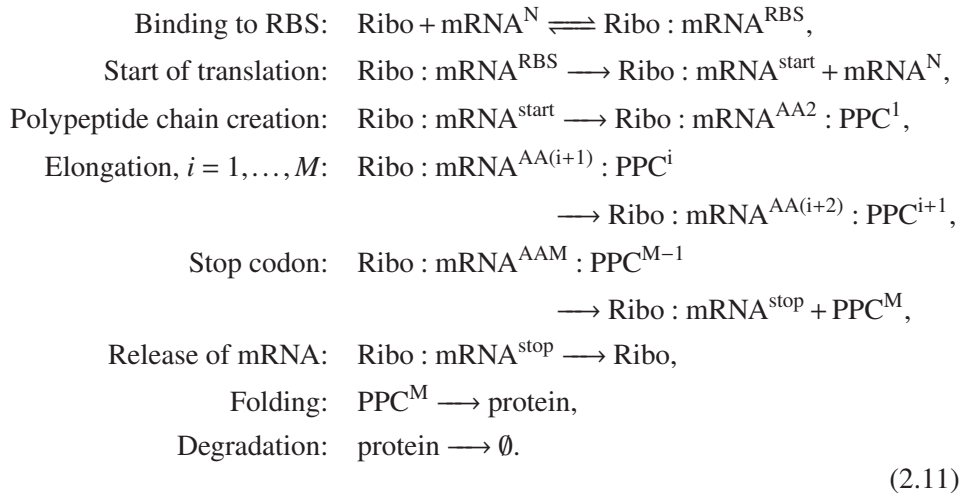 Binding to RBS: Ribo + mRNA^N ⇌ Ribo : mRNA^RBS,
Start of translation: Ribo : mRNA^RBS ⟶ Ribo : mRNA^start + mRNA^N,
Polypeptide chain creation: Ribo : mRNA^start ⟶ Ribo : mRNA^AA2 : PPC^1,
Elongation, i = 1,...,M: Ribo : mRNA^AA(i+1) : PPC^i
⟶ Ribo : mRNA^AA(i+2) : PPC^i+1,
Stop codon: Ribo : mRNA^AAM : PPC^M−1
⟶ Ribo : mRNA^stop + PPC^M,
Release of mRNA: Ribo : mRNA^stop ⟶ Ribo,
Folding: PPC^M ⟶ protein,
Degradation: protein ⟶ ∅.
(2.11)